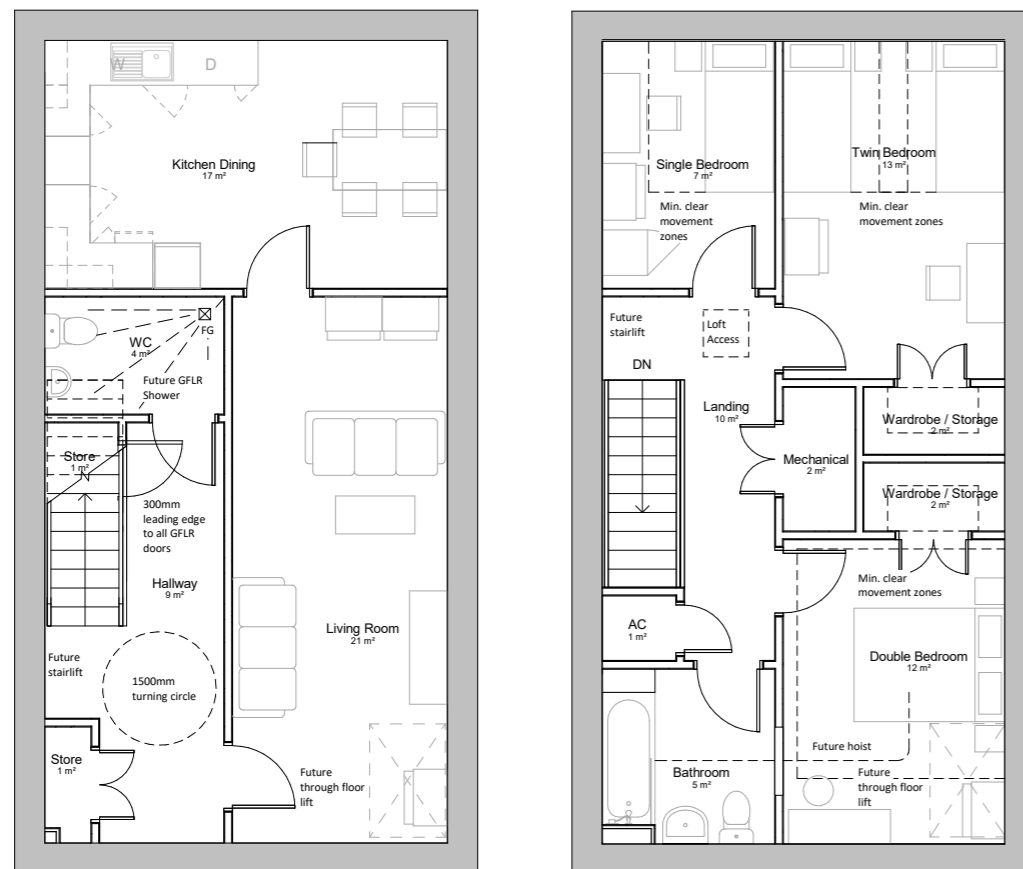 W
D
Kitchen Dining
17 m²
WC
4 m²
FG
Future GFLR
Shower
Store
1 m²
300mm
leading edge
to all GFLR
doors
Hallway
9 m²
Future
stairlift
1500mm
turning circle
Living Room
21 m²
Store
1 m²
Future
through floor
lift
Single Bedroom
7 m²
Min. clear
movement
zones
Twin Bedroom
13 m²
Min. clear
movement zones
Future
stairlift
Loft
Access
DN
Landing
10 m²
Mechanical
2 m²
Wardrobe / Storage
2 m²
Wardrobe / Storage
2 m²
Min. clear
movement zones
AC
1 m²
Double Bedroom
12 m²
Future hoist
Bathroom
5 m²
Future
through floor
lift